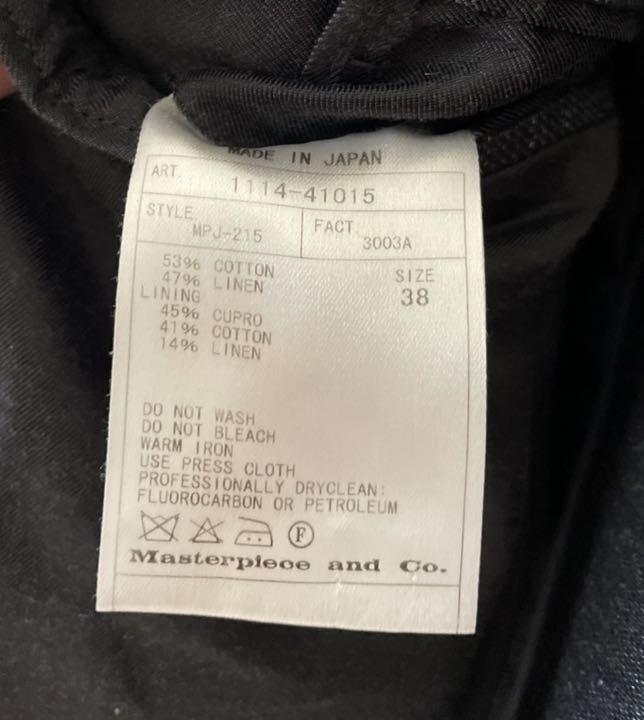 MADE IN JAPAN
ART. 1114-41015
STYLE MPJ-215
FACT 3003A
53% COTTON
47% LINEN
LINING
45% CUPRO
41% COTTON
14% LINEN
SIZE
38
DO NOT WASH
DO NOT BLEACH
WARM IRON
USE PRESS CLOTH
PROFESSIONALLY DRYCLEAN:
FLUOROCARBON OR PETROLEUM
F
Masterpiece and Co.